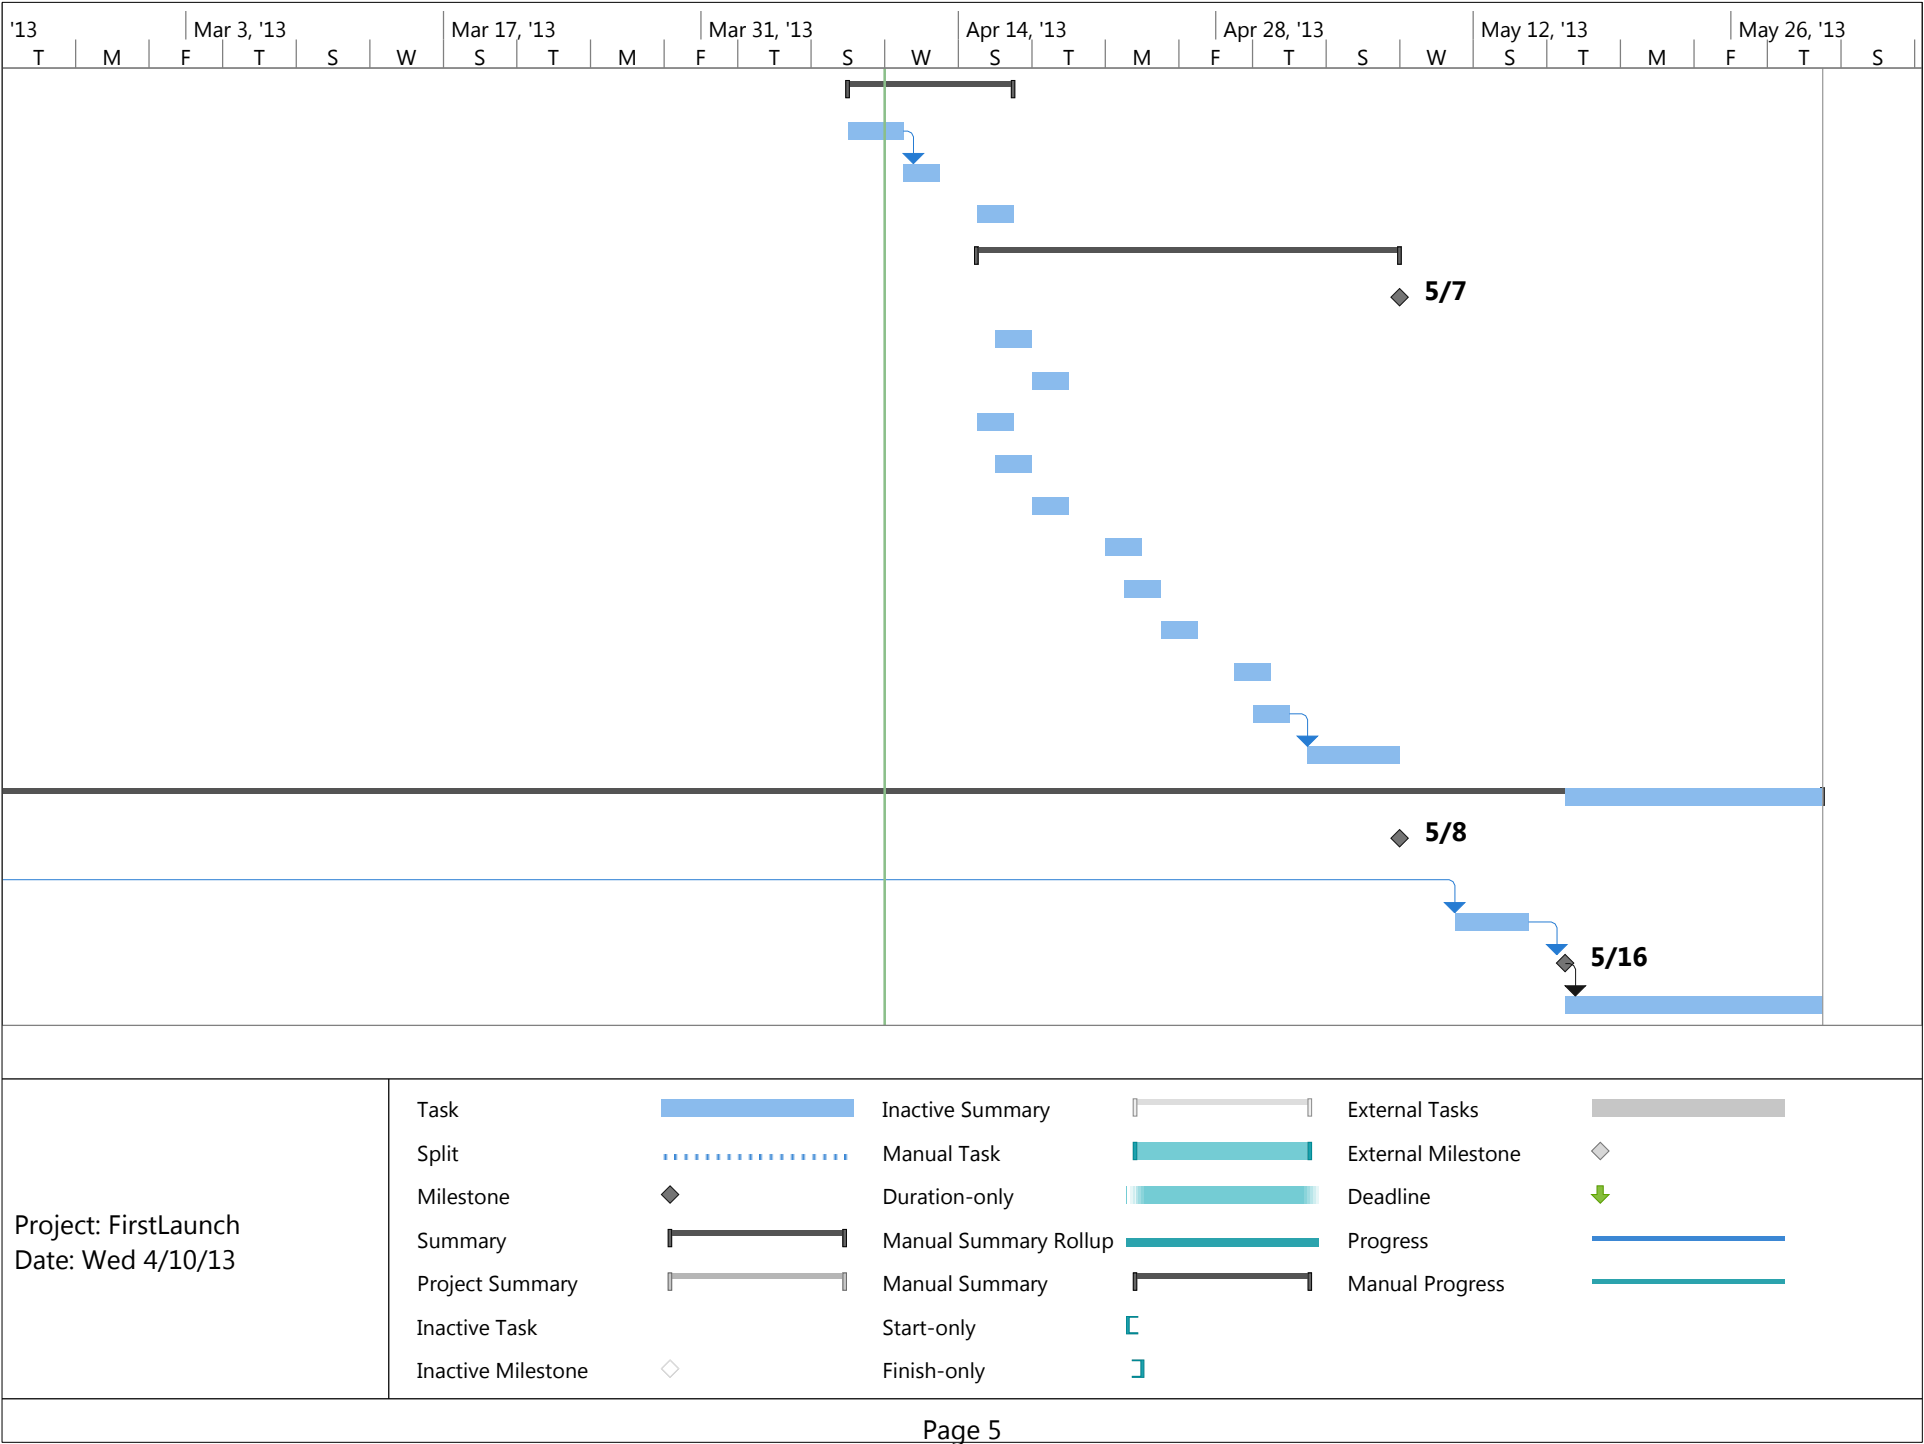 '13 Mar 3, '13 Mar 17, '13 Mar 31, '13 Apr 14, '13 Apr 28, '13 May 12, '13 May 26, '13
T M F T S W S T M F T S W S T M F T S W S T M F T S
5/7
5/8
5/16
Project: FirstLaunch
Date: Wed 4/10/13
Task
Split
Milestone
Summary
Project Summary
Inactive Task
Inactive Milestone
Inactive Summary
Manual Task
Duration-only
Manual Summary Rollup
Manual Summary
Start-only
Finish-only
External Tasks
External Milestone
Deadline
Progress
Manual Progress
Page 5